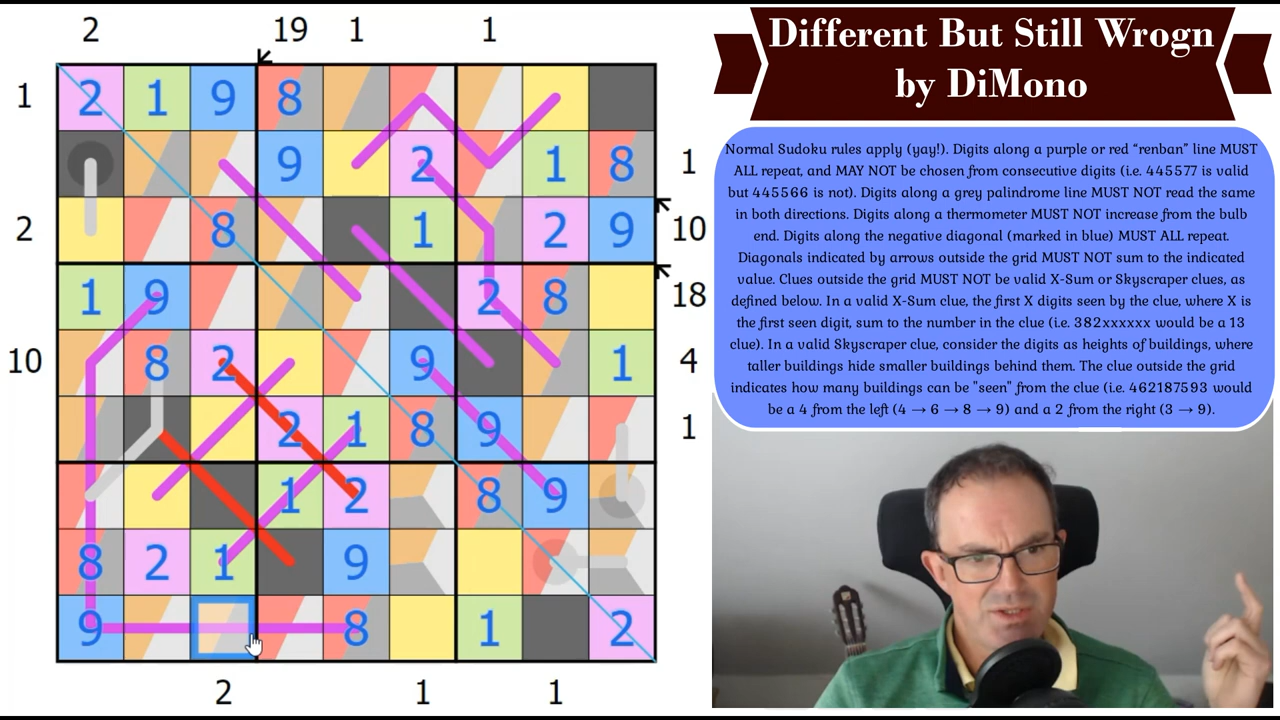 Different But Still Wrogn
by DiMono
Normal Sudoku rules apply (yay!). Digits along a purple or red “renban” line MUST
ALL repeat, and MAY NOT be chosen from consecutive digits (i.e. 445577 is valid
but 445566 is not). Digits along a grey palindrome line MUST NOT read the same
in both directions. Digits along a thermometer MUST NOT increase from the bulb
end. Digits along the negative diagonal (marked in blue) MUST ALL repeat.
Diagonals indicated by arrows outside the grid MUST NOT sum to the indicated
value. Clues outside the grid MUST NOT be valid X-Sum or Skyscraper clues, as
defined below. In a valid X-Sum clue, the first X digits seen by the clue, where X is
the first seen digit, sum to the number in the clue (i.e. 382xxxxxx would be a 13
clue). In a valid Skyscraper clue, consider the digits as heights of buildings, where
taller buildings hide smaller buildings behind them. The clue outside the grid
indicates how many buildings can be "seen" from the clue (i.e. 462187593 would
be a 4 from the left (4 → 6 → 8 → 9) and a 2 from the right (3 → 9).
2 19 1 1
1 2 1 9 8
9 2 1 8 1
2 8 1 2 9 10
1 9 2 8 18
10 8 2 9 1 4
2 1 8 9 1
1 2 8 9
8 2 1 9
9 8 1 2
2 1 1